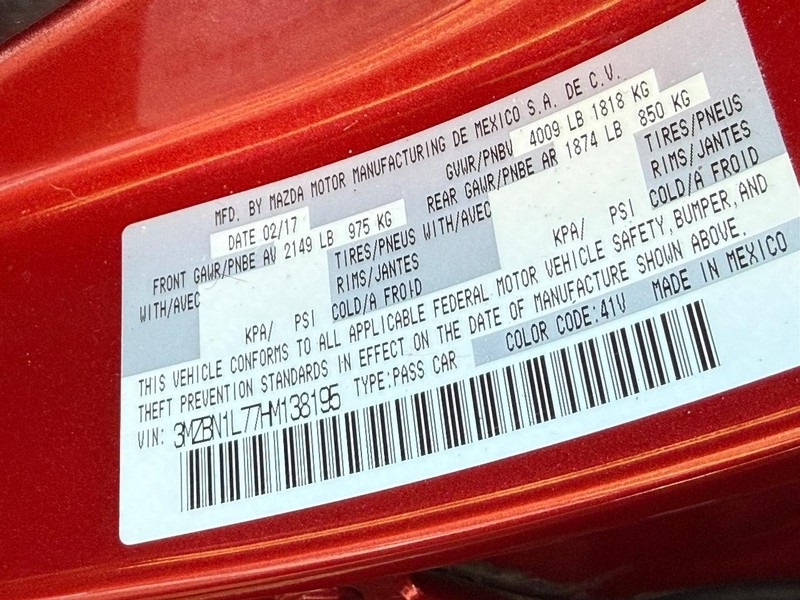 MFD. BY MAZDA MOTOR MANUFACTURING DE MEXICO S.A. DE C.V.
DATE 02/17 GVWR/PNBV 4009 LB 1818 KG
FRONT GAWR/PNBE AV 2149 LB 975 KG REAR GAWR/PNBE AR 1874 LB 850 KG
WITH/AVEC TIRES/PNEUS WITH/AVEC TIRES/PNEUS
RIMS/JANTES RIMS/JANTES
KPA/ PSI COLD/A FROID KPA/ PSI COLD/A FROID
THIS VEHICLE CONFORMS TO ALL APPLICABLE FEDERAL MOTOR VEHICLE SAFETY, BUMPER, AND
THEFT PREVENTION STANDARDS IN EFFECT ON THE DATE OF MANUFACTURE SHOWN ABOVE.
VIN: 3MZBN1L77HM138195 TYPE:PASS CAR COLOR CODE:41V MADE IN MEXICO